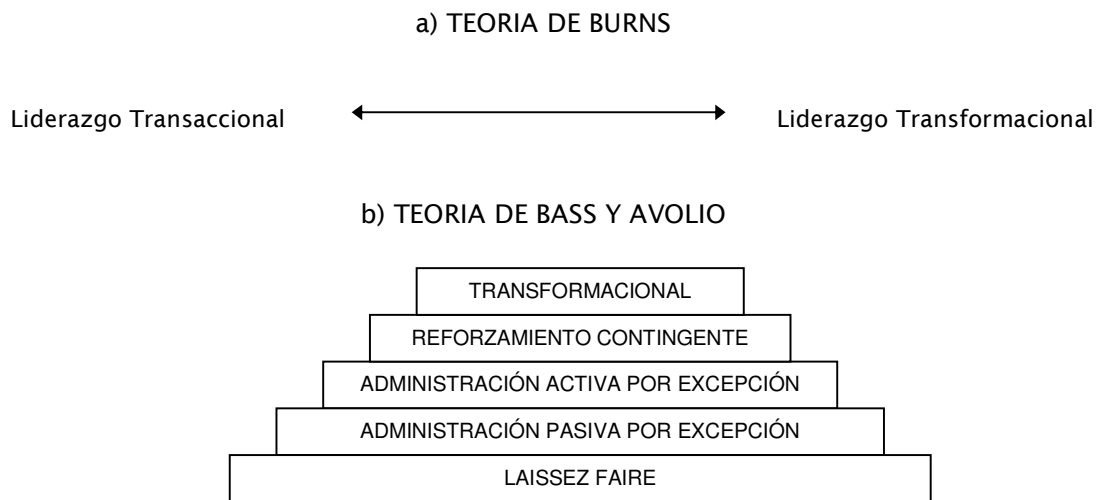 a) TEORIA DE BURNS
Liderazgo Transaccional
Liderazgo Transformacional
b) TEORIA DE BASS Y AVOLIO
TRANSFORMACIONAL
REFORZAMIENTO CONTINGENTE
ADMINISTRACIÓN ACTIVA POR EXCEPCIÓN
ADMINISTRACIÓN PASIVA POR EXCEPCIÓN
LAISSEZ FAIRE